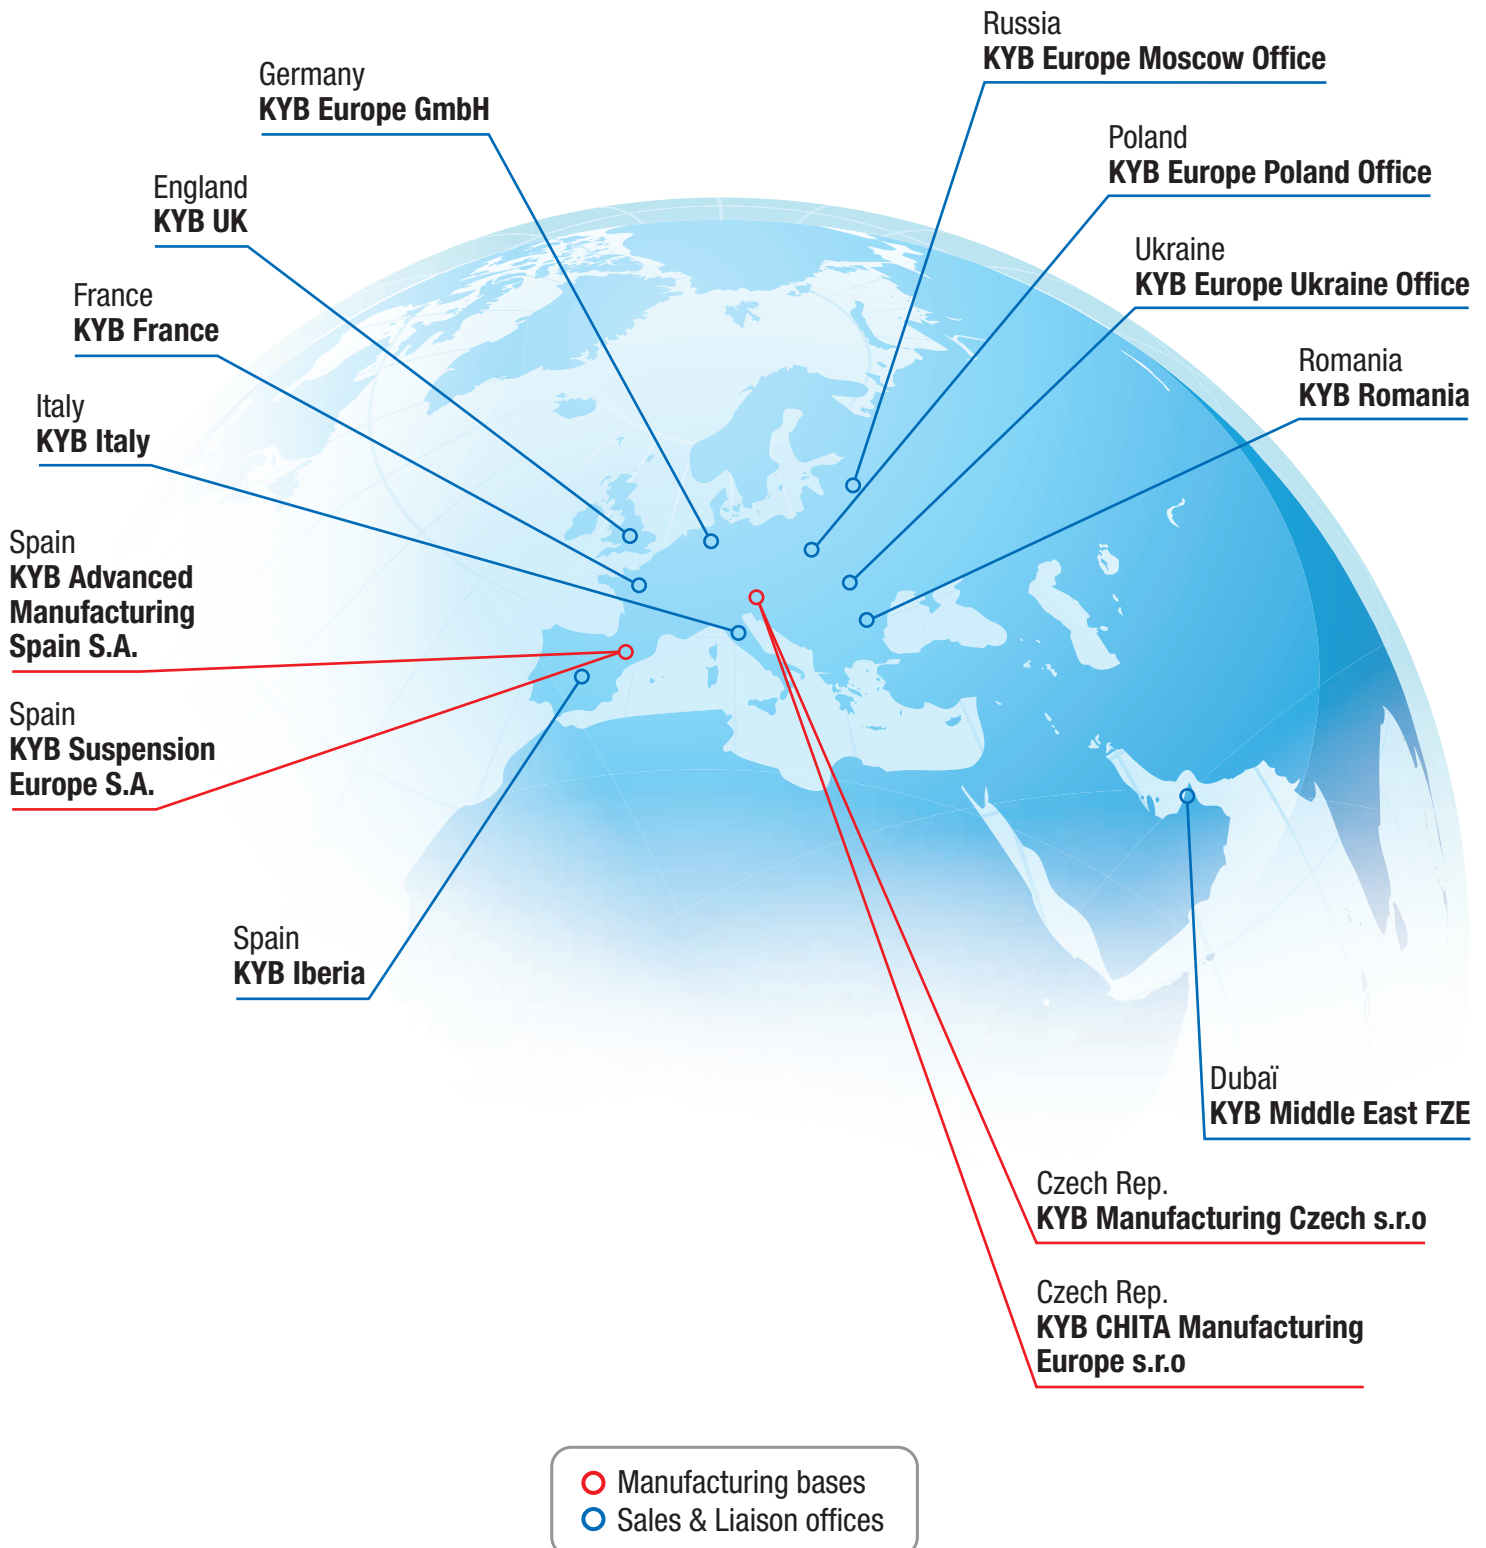 Russia
KYB Europe Moscow Office
Germany
KYB Europe GmbH
Poland
KYB Europe Poland Office
England
KYB UK
Ukraine
KYB Europe Ukraine Office
France
KYB France
Romania
KYB Romania
Italy
KYB Italy
Spain
KYB Advanced
Manufacturing
Spain S.A.
Spain
KYB Suspension
Europe S.A.
Spain
KYB Iberia
Dubaï
KYB Middle East FZE
Czech Rep.
KYB Manufacturing Czech s.r.o
Czech Rep.
KYB CHITA Manufacturing
Europe s.r.o
Manufacturing bases
Sales & Liaison offices